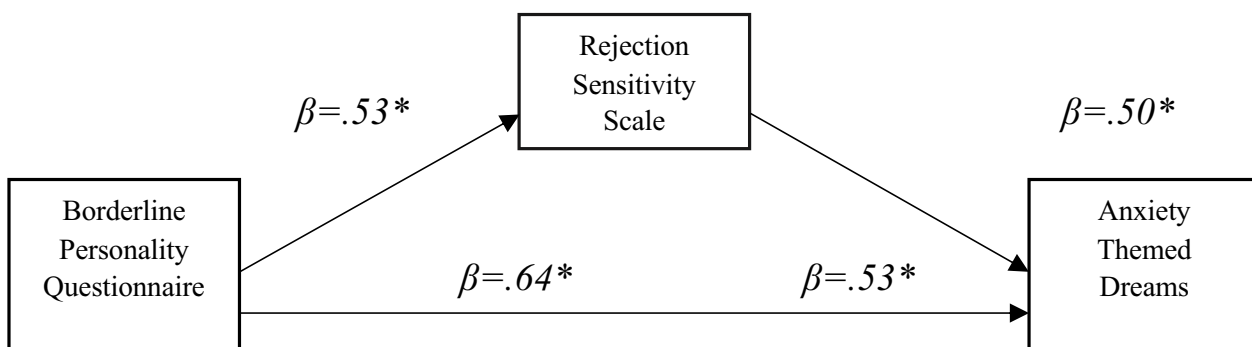 Rejection
Sensitivity
Scale
β=.53*
β=.50*
Borderline
Personality
Questionnaire
Anxiety
Themed
Dreams
β=.64*
β=.53*